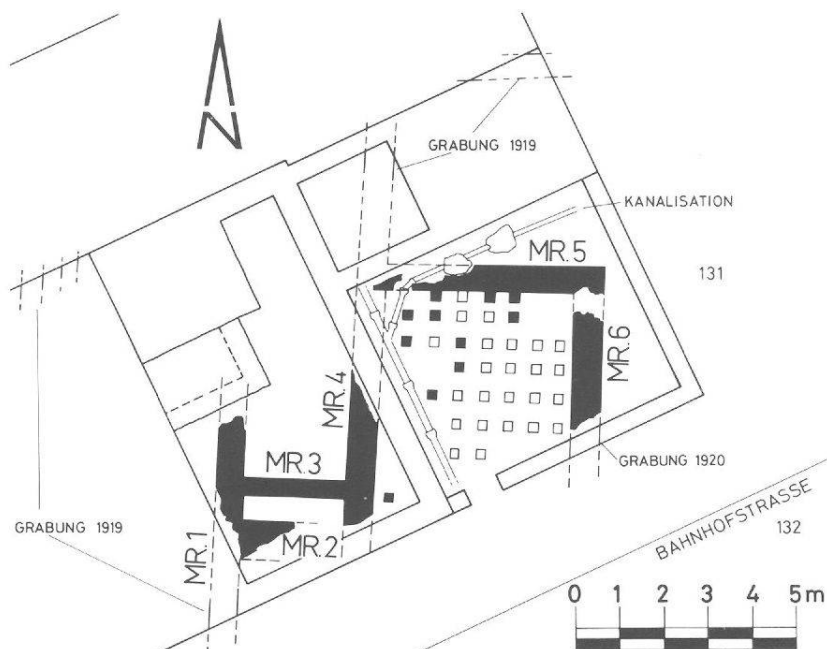 N
GRABUNG 1919
KANALISATION
MR.5
131
MR.6
MR.4
MR.3
GRABUNG 1920
GRABUNG 1919
MR.2
MR.1
BAHNHOFSTRASSE
132
0 1 2 3 4 5m